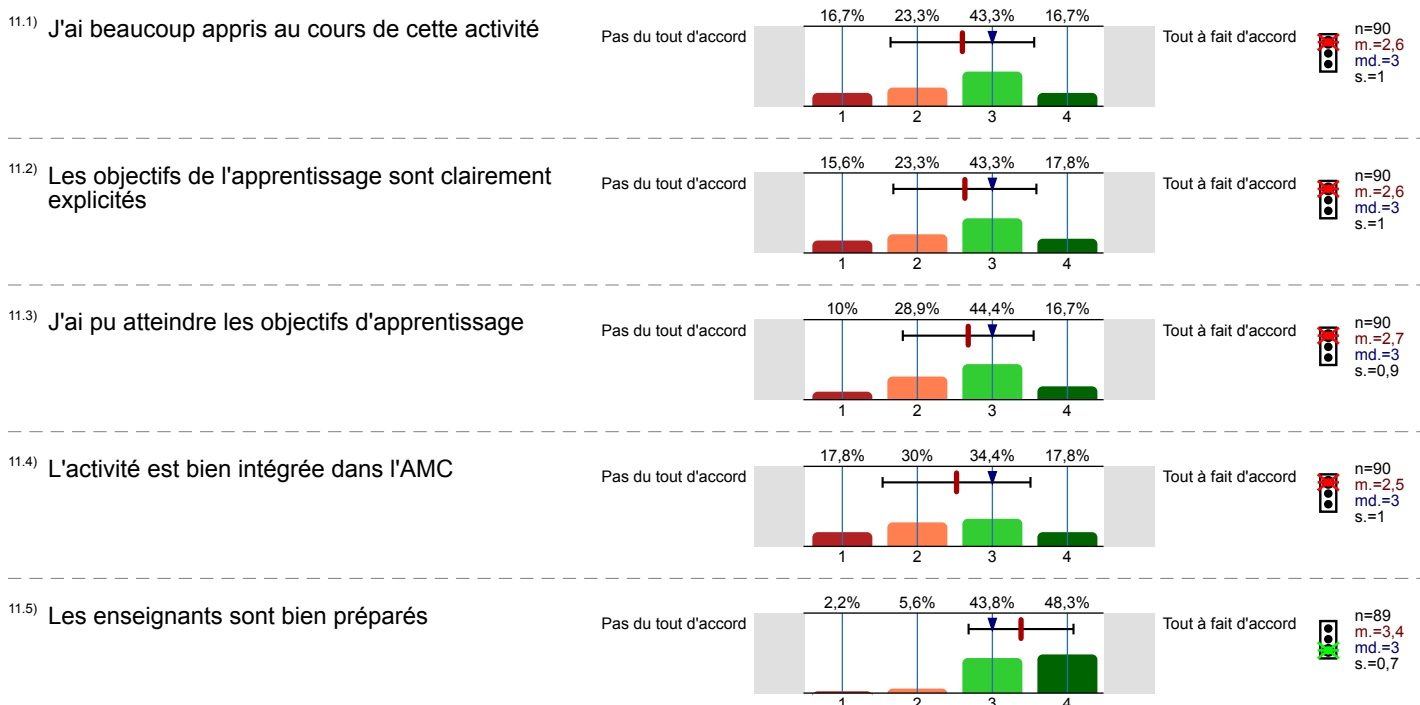 11.1) J'ai beaucoup appris au cours de cette activité
16,7% 23,3% 43,3% 16,7%
Pas du tout d'accord
Tout à fait d'accord
1 2 3 4
n=90
m.=2,6
md.=3
s.=1
11.2) Les objectifs de l'apprentissage sont clairement
explicités
15,6% 23,3% 43,3% 17,8%
Pas du tout d'accord
Tout à fait d'accord
1 2 3 4
n=90
m.=2,6
md.=3
s.=1
11.3) J'ai pu atteindre les objectifs d'apprentissage
10% 28,9% 44,4% 16,7%
Pas du tout d'accord
Tout à fait d'accord
1 2 3 4
n=90
m.=2,7
md.=3
s.=0,9
11.4) L'activité est bien intégrée dans l'AMC
17,8% 30% 34,4% 17,8%
Pas du tout d'accord
Tout à fait d'accord
1 2 3 4
n=90
m.=2,5
md.=3
s.=1
11.5) Les enseignants sont bien préparés
2,2% 5,6% 43,8% 48,3%
Pas du tout d'accord
Tout à fait d'accord
1 2 3 4
n=89
m.=3,4
md.=3
s.=0,7